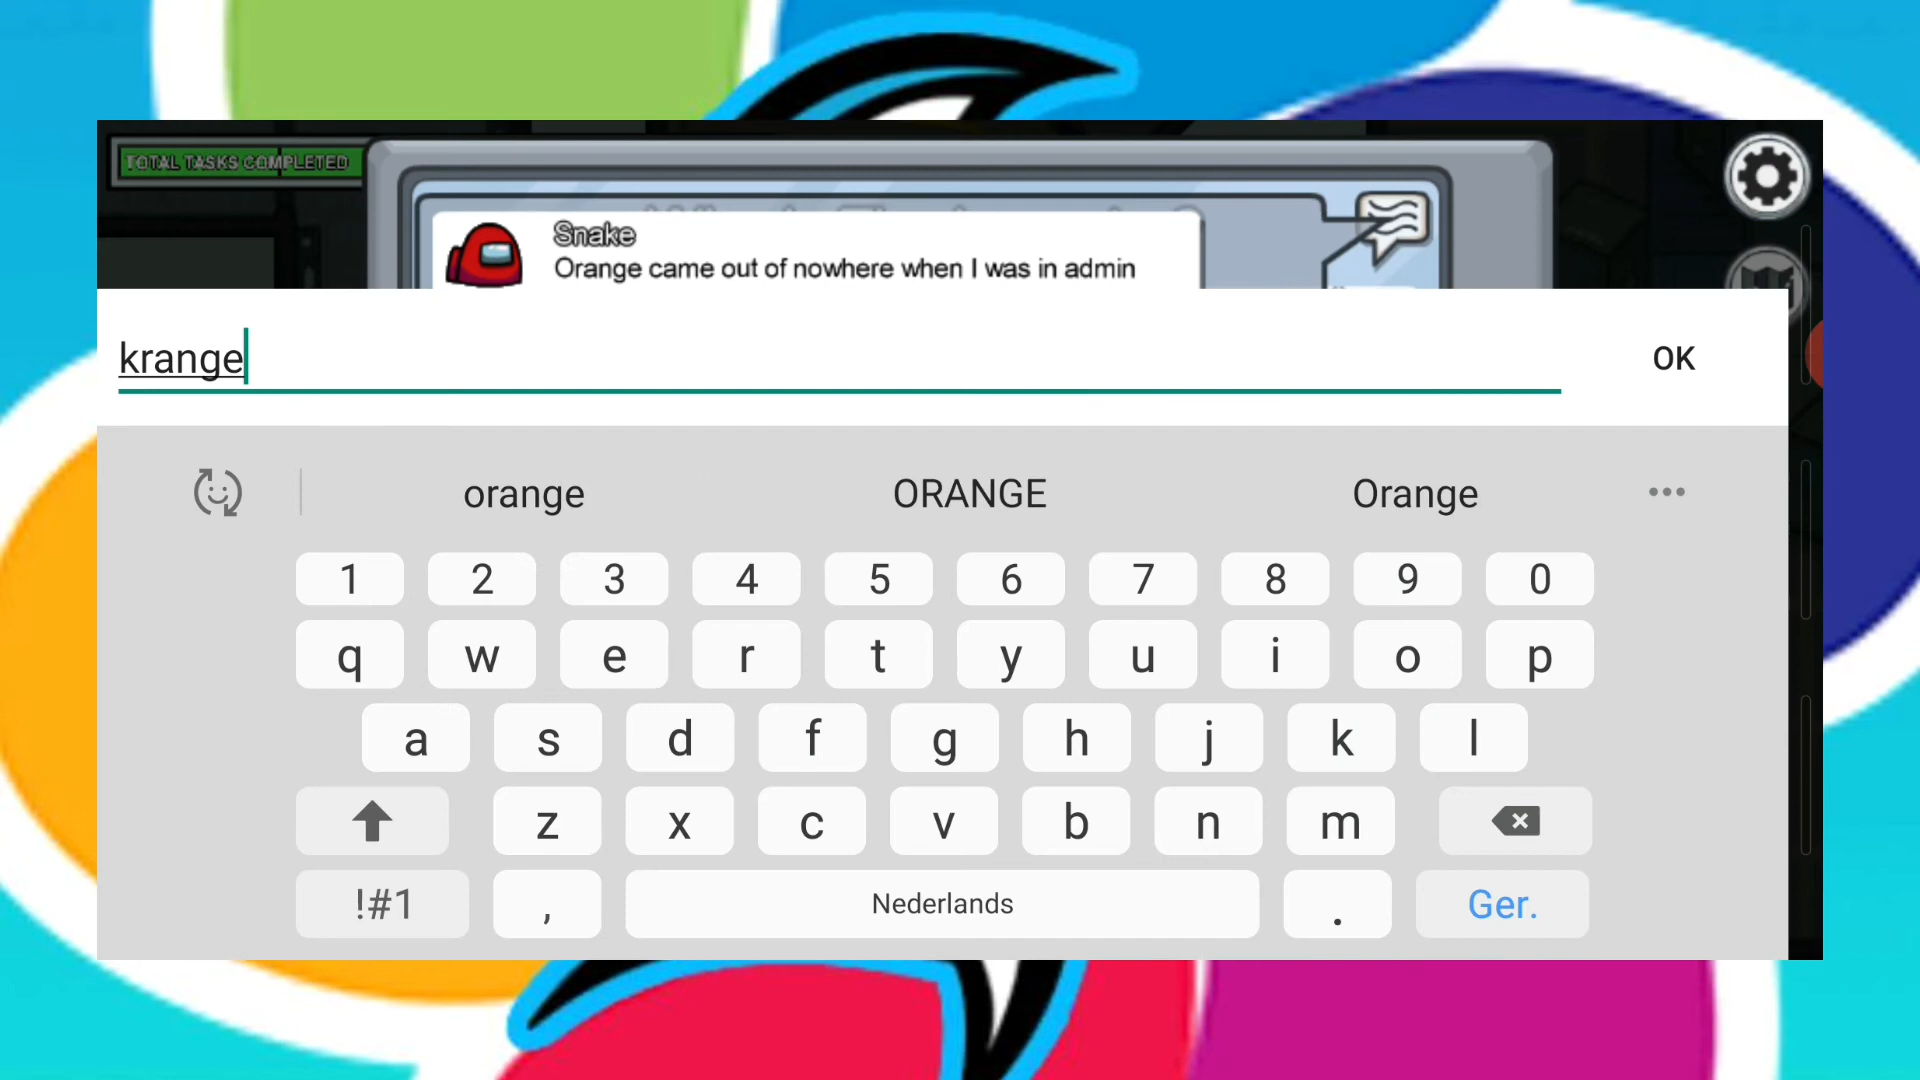 TOTAL TASKS COMPLETED
Snake
Orange came out of nowhere when I was in admin
krange
OK
orange ORANGE Orange
1 2 3 4 5 6 7 8 9 0
q w e r t y u i o p
a s d f g h j k l
z x c v b n m
!#1 , Nederlands . Ger.